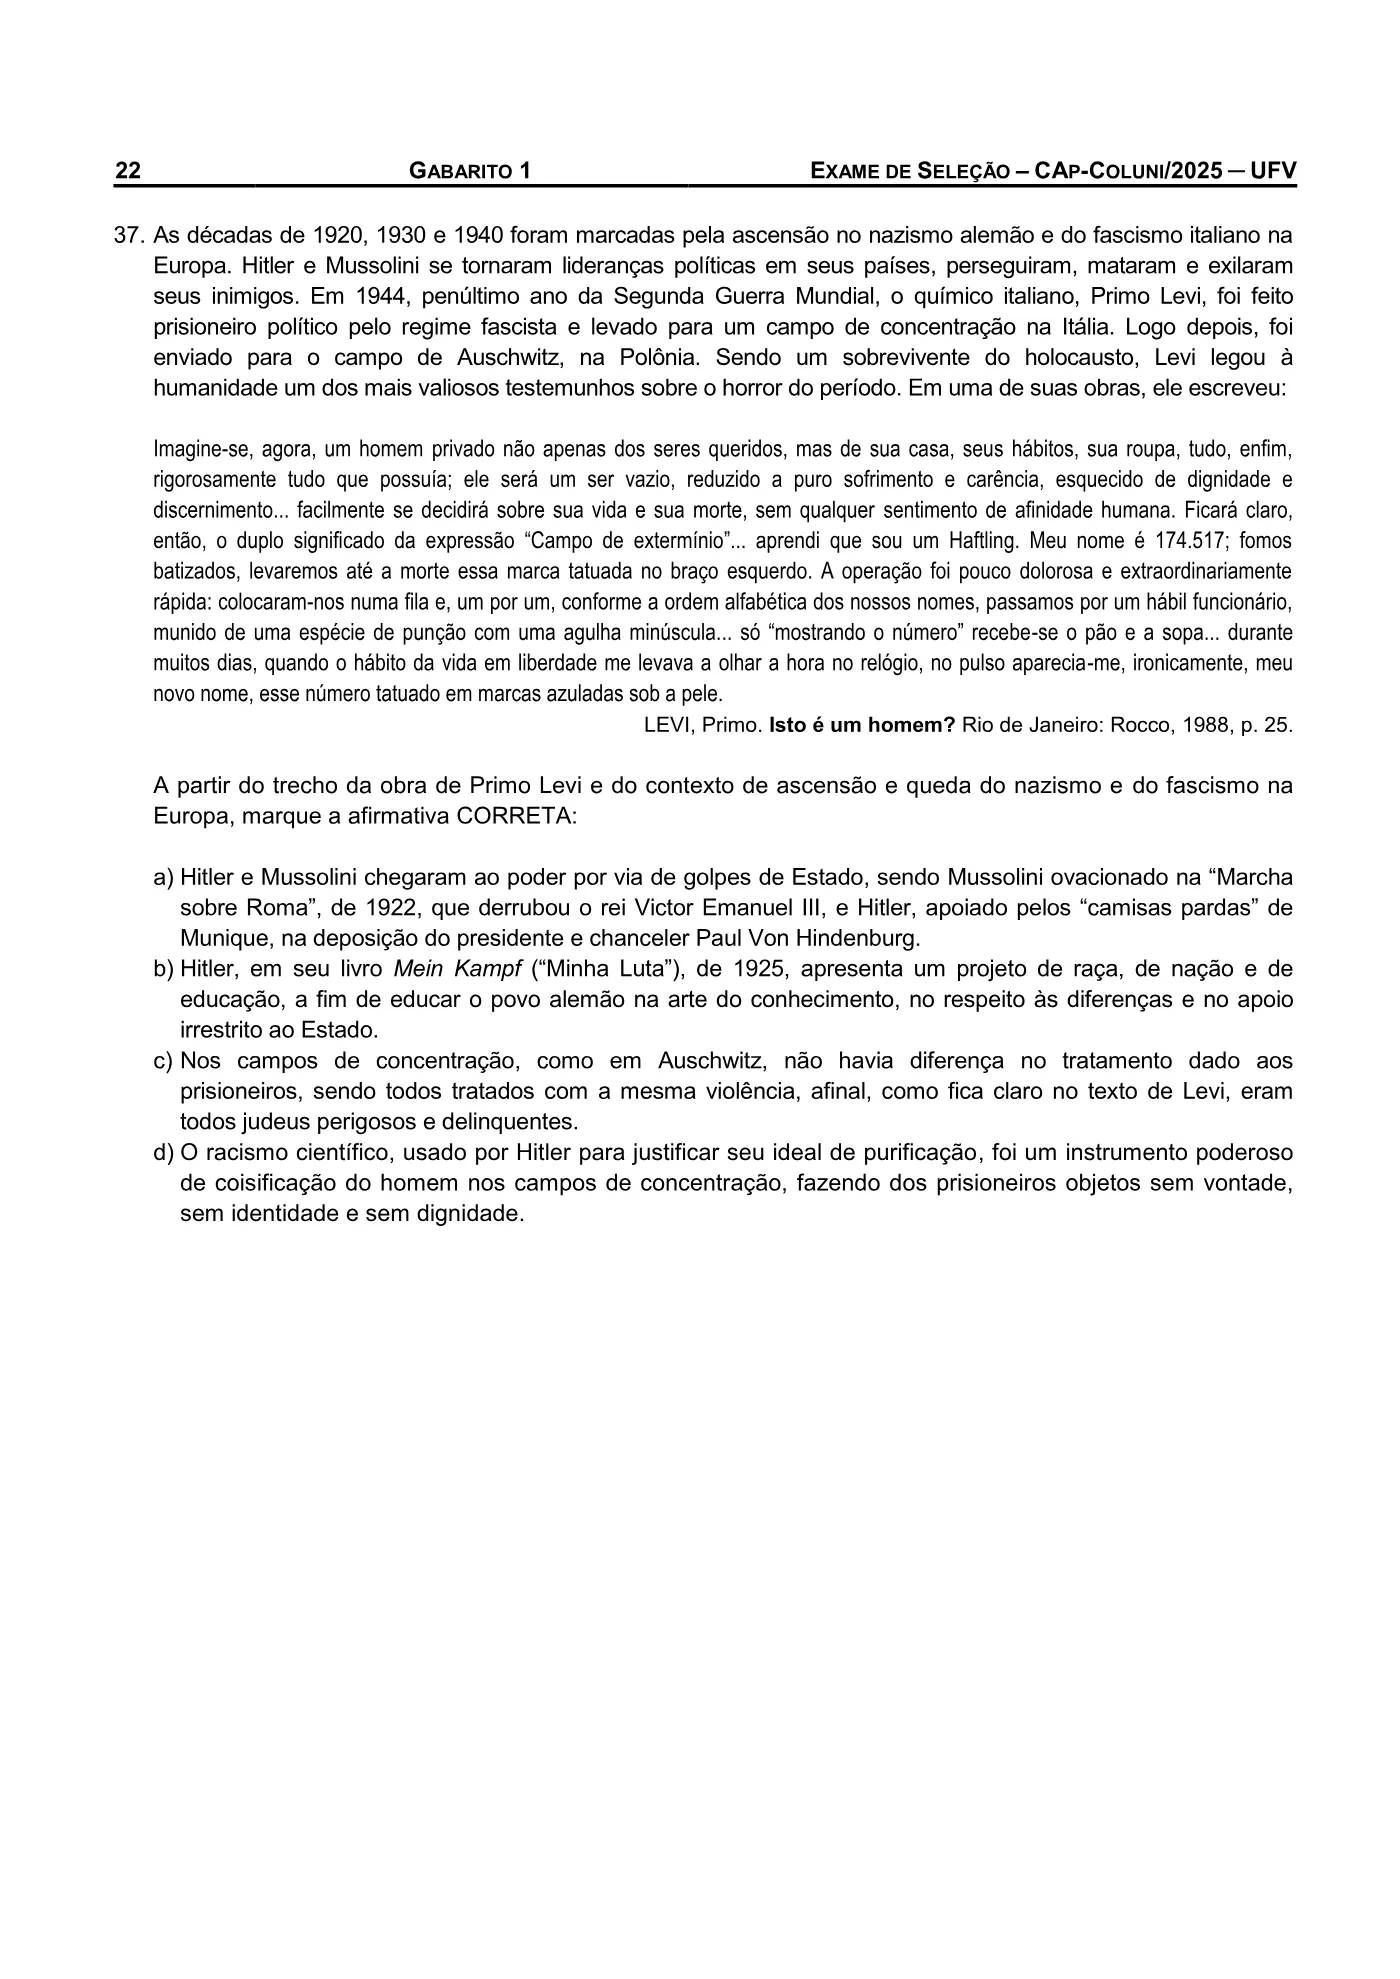 22 GABARITO 1 EXAME DE SELEÇÃO – CAP-COLUNI/2025 — UFV
37. As décadas de 1920, 1930 e 1940 foram marcadas pela ascensão no nazismo alemão e do fascismo italiano na
Europa. Hitler e Mussolini se tornaram lideranças políticas em seus países, perseguiram, mataram e exilaram
seus inimigos. Em 1944, penúltimo ano da Segunda Guerra Mundial, o químico italiano, Primo Levi, foi feito
prisioneiro político pelo regime fascista e levado para um campo de concentração na Itália. Logo depois, foi
enviado para o campo de Auschwitz, na Polônia. Sendo um sobrevivente do holocausto, Levi legou à
humanidade um dos mais valiosos testemunhos sobre o horror do período. Em uma de suas obras, ele escreveu:
Imagine-se, agora, um homem privado não apenas dos seres queridos, mas de sua casa, seus hábitos, sua roupa, tudo, enfim,
rigorosamente tudo que possuía; ele será um ser vazio, reduzido a puro sofrimento e carência, esquecido de dignidade e
discernimento... facilmente se decidirá sobre sua vida e sua morte, sem qualquer sentimento de afinidade humana. Ficará claro,
então, o duplo significado da expressão “Campo de extermínio”... aprendi que sou um Haftling. Meu nome é 174.517; fomos
batizados, levaremos até a morte essa marca tatuada no braço esquerdo. A operação foi pouco dolorosa e extraordinariamente
rápida: colocaram-nos numa fila e, um por um, conforme a ordem alfabética dos nossos nomes, passamos por um hábil funcionário,
munido de uma espécie de punção com uma agulha minúscula... só “mostrando o número” recebe-se o pão e a sopa... durante
muitos dias, quando o hábito da vida em liberdade me levava a olhar a hora no relógio, no pulso aparecia-me, ironicamente, meu
novo nome, esse número tatuado em marcas azuladas sob a pele.
LEVI, Primo. Isto é um homem? Rio de Janeiro: Rocco, 1988, p. 25.
A partir do trecho da obra de Primo Levi e do contexto de ascensão e queda do nazismo e do fascismo na
Europa, marque a afirmativa CORRETA:
a) Hitler e Mussolini chegaram ao poder por via de golpes de Estado, sendo Mussolini ovacionado na “Marcha
sobre Roma”, de 1922, que derrubou o rei Victor Emanuel III, e Hitler, apoiado pelos “camisas pardas” de
Munique, na deposição do presidente e chanceler Paul Von Hindenburg.
b) Hitler, em seu livro Mein Kampf (“Minha Luta”), de 1925, apresenta um projeto de raça, de nação e de
educação, a fim de educar o povo alemão na arte do conhecimento, no respeito às diferenças e no apoio
irrestrito ao Estado.
c) Nos campos de concentração, como em Auschwitz, não havia diferença no tratamento dado aos
prisioneiros, sendo todos tratados com a mesma violência, afinal, como fica claro no texto de Levi, eram
todos judeus perigosos e delinquentes.
d) O racismo científico, usado por Hitler para justificar seu ideal de purificação, foi um instrumento poderoso
de coisificação do homem nos campos de concentração, fazendo dos prisioneiros objetos sem vontade,
sem identidade e sem dignidade.